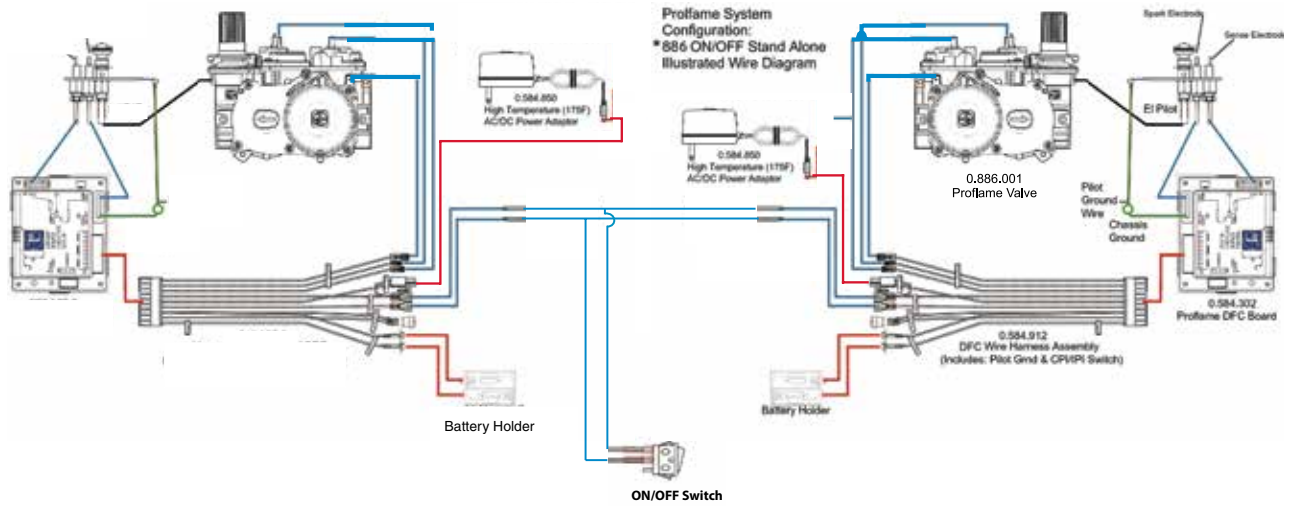 Prolfame System
Configuration:
*886 ON/OFF Stand Alone
Illustrated Wire Diagram
Spark Electrode
Sense Electrode
0.584.850
High Temperature (175F)
AC/DC Power Adaptor
0.584.850
High Temperature (175F)
AC/DC Power Adaptor
EI Pilot
0.886.001
Proflame Valve
Pilot
Ground
Wire
Chassis
Ground
0.584.302
Proflame DFC Board
0.584.912
DFC Wire Harness Assembly
(Includes: Pilot Grnd & CPI/IPI Switch)
Battery Holder
Battery Holder
ON/OFF Switch